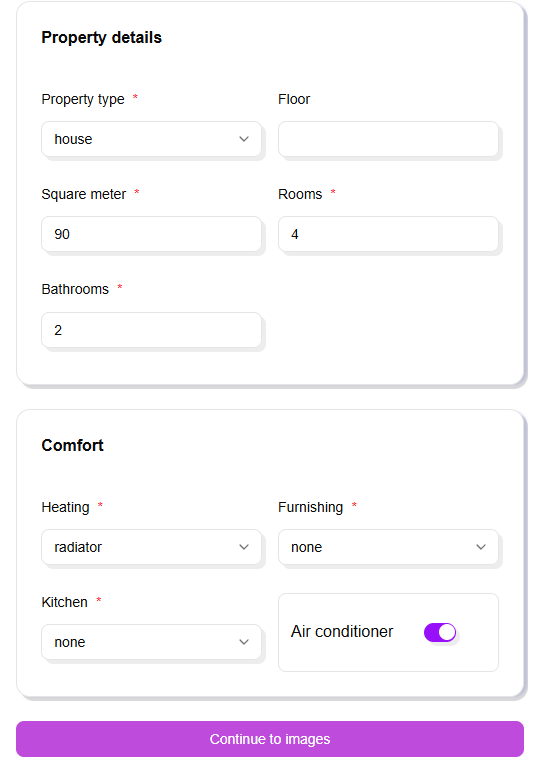 Property details
Property type *
Floor
house
Square meter *
Rooms *
90
4
Bathrooms *
2
Comfort
Heating *
Furnishing *
radiator
none
Kitchen *
none
Air conditioner
Continue to images